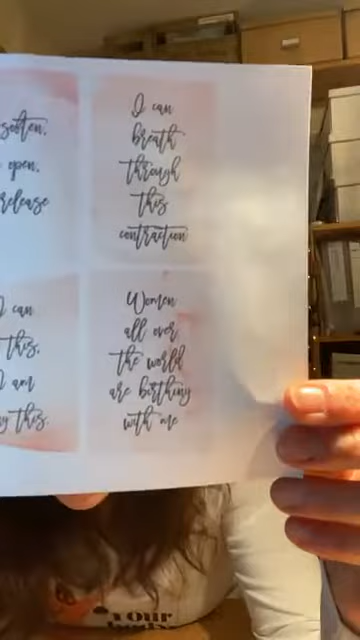 I can
breath
through
this
contraction
soften,
open,
release
Women
all over
the world
are birthing
with me
I can
this,
I am
this.
Your